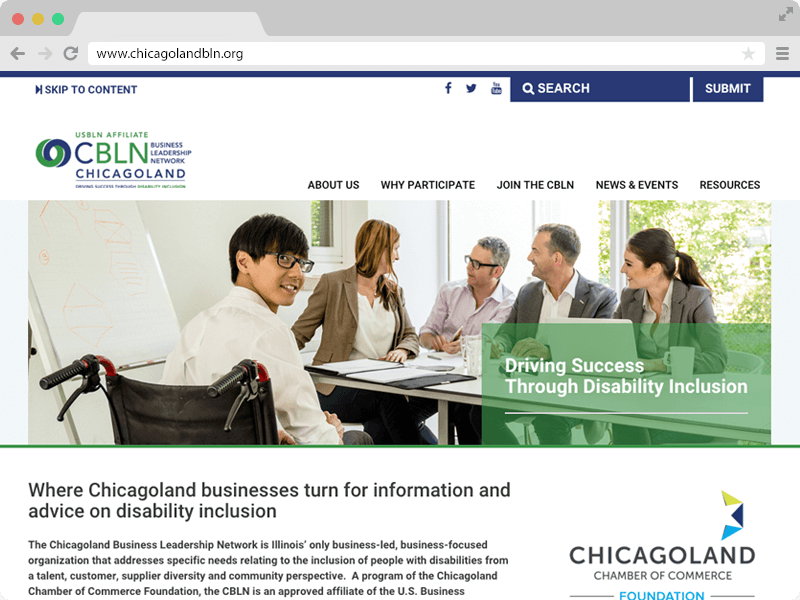 www.chicagolandbln.org
SKIP TO CONTENT
SEARCH
SUBMIT
USBLN AFFILIATE
CBLN BUSINESS
LEADERSHIP
NETWORK
CHICAGOLAND
DRIVING SUCCESS THROUGH DISABILITY INCLUSION
ABOUT US
WHY PARTICIPATE
JOIN THE CBLN
NEWS & EVENTS
RESOURCES
Driving Success
Through Disability Inclusion
Where Chicagoland businesses turn for information and
advice on disability inclusion
The Chicagoland Business Leadership Network is Illinois’ only business-led, business-focused
organization that addresses specific needs relating to the inclusion of people with disabilities from
a talent, customer, supplier diversity and community perspective. A program of the Chicagoland
Chamber of Commerce Foundation, the CBLN is an approved affiliate of the U.S. Business
CHICAGOLAND
CHAMBER OF COMMERCE
FOUNDATION